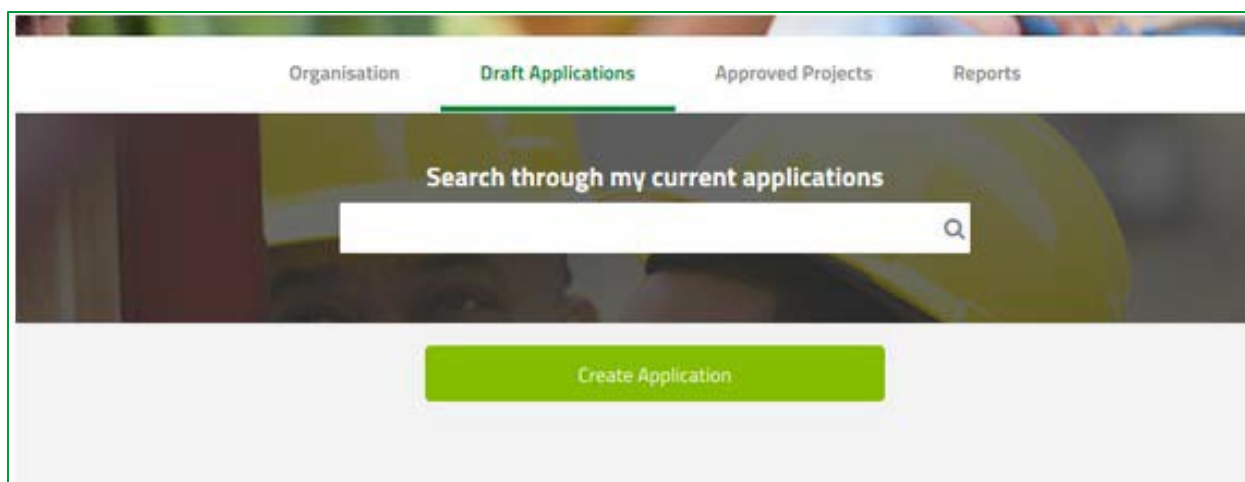 Organisation Draft Applications Approved Projects Reports
Search through my current applications
Create Application